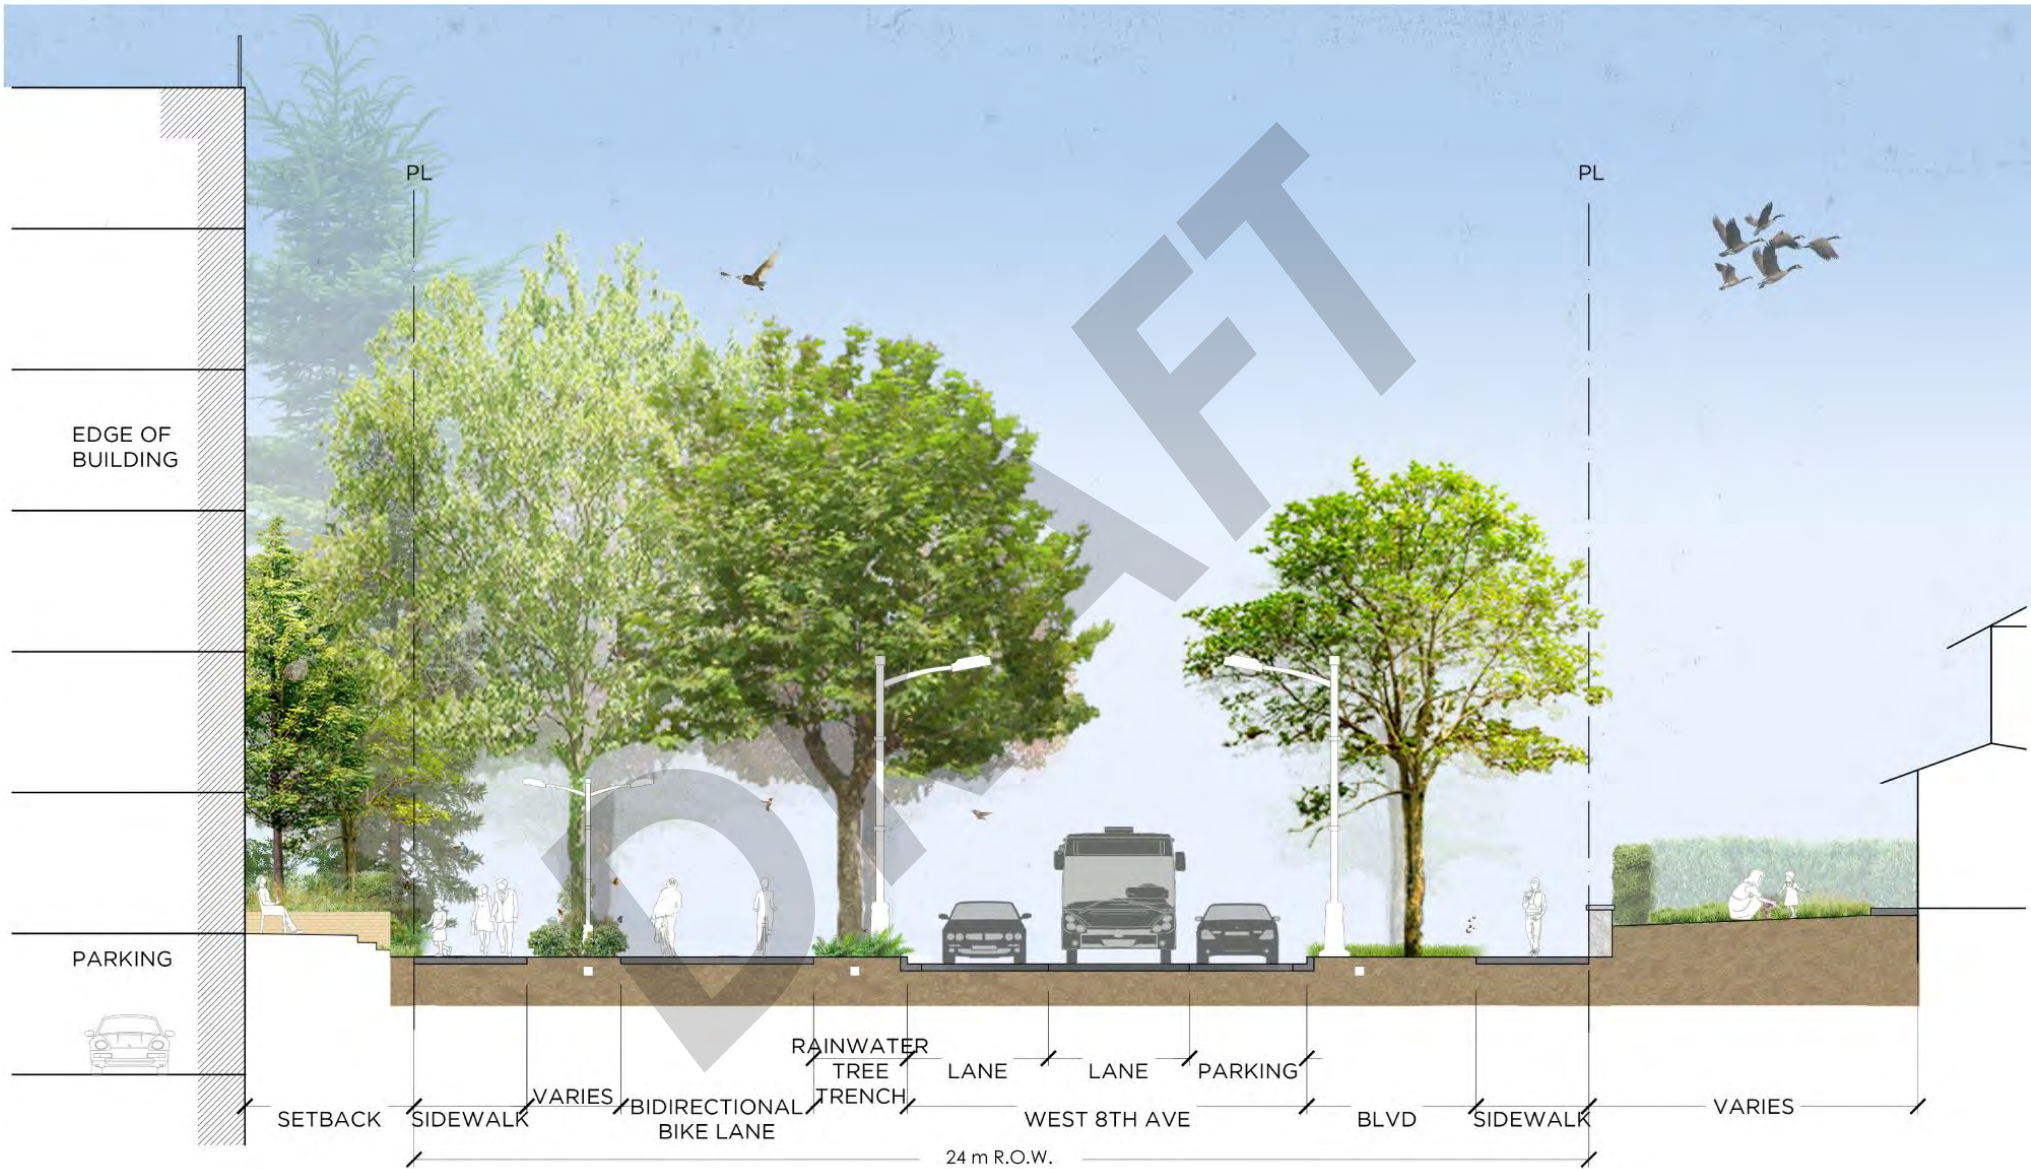 PL
PL
EDGE OF
BUILDING
DRAFT
PARKING
RAINWATER
TREE
TRENCH
LANE
LANE
PARKING
SETBACK
SIDEWALK
VARIES
BIDIRECTIONAL
BIKE LANE
WEST 8TH AVE
BLVD
SIDEWALK
VARIES
24 m R.O.W.